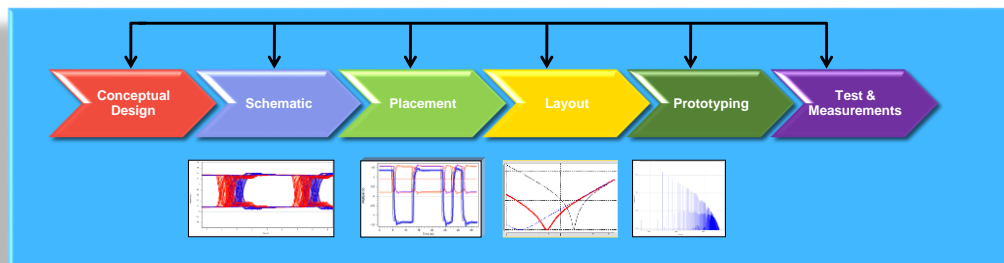 Conceptual
Design
Schematic
Placement
Layout
Prototyping
Test &
Measurements